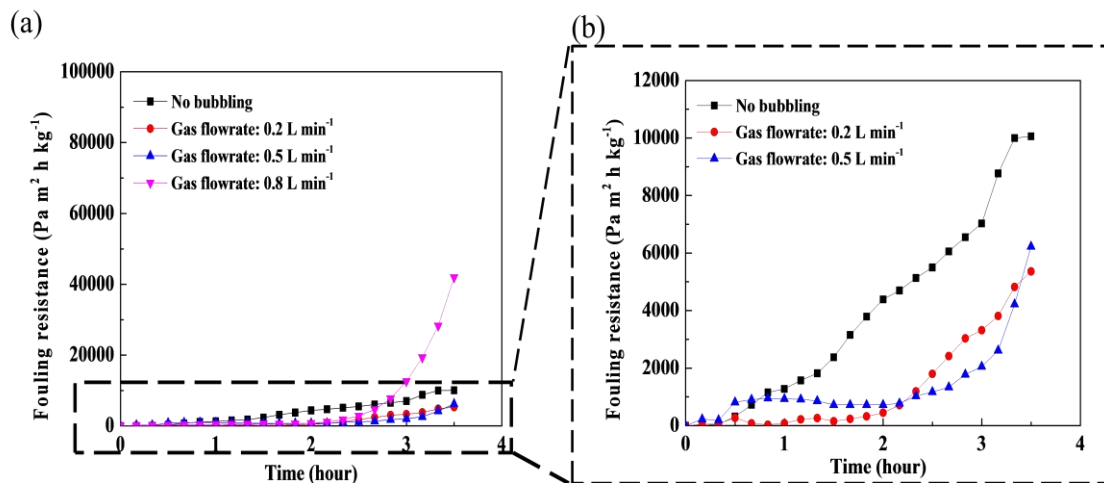 (a)
(b)
100000
80000
60000
40000
20000
0
No bubbling
Gas flowrate: 0.2 L min⁻¹
Gas flowrate: 0.5 L min⁻¹
Gas flowrate: 0.8 L min⁻¹
Fouling resistance (Pa m² h kg⁻¹)
0 1 2 3 4
Time (hour)
12000
10000
8000
6000
4000
2000
0
No bubbling
Gas flowrate: 0.2 L min⁻¹
Gas flowrate: 0.5 L min⁻¹
Fouling resistance (Pa m² h kg⁻¹)
0 1 2 3 4
Time (hour)